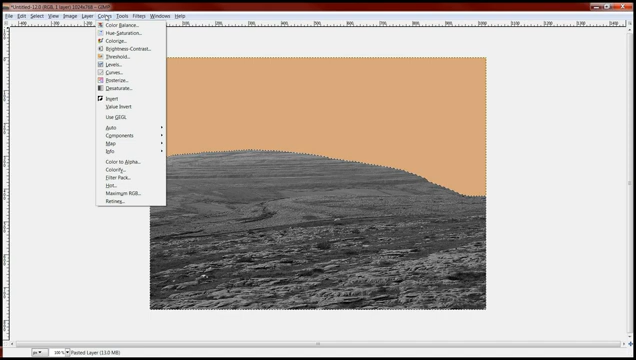 *Untitled-12.0 (RGB, 1 layer) 1024x768 – GIMP
File Edit Select View Image Layer Colors Tools Filters Windows Help
Color Balance...
Hue-Saturation...
Colorize...
Brightness-Contrast...
Threshold...
Levels...
Curves...
Posterize...
Desaturate...
Invert
Value Invert
Use GEGL
Auto
Components
Map
Info
Color to Alpha...
Colorify...
Filter Pack...
Hot...
Maximum RGB...
Retinex...
px 100 % Pasted Layer (13.0 MB)